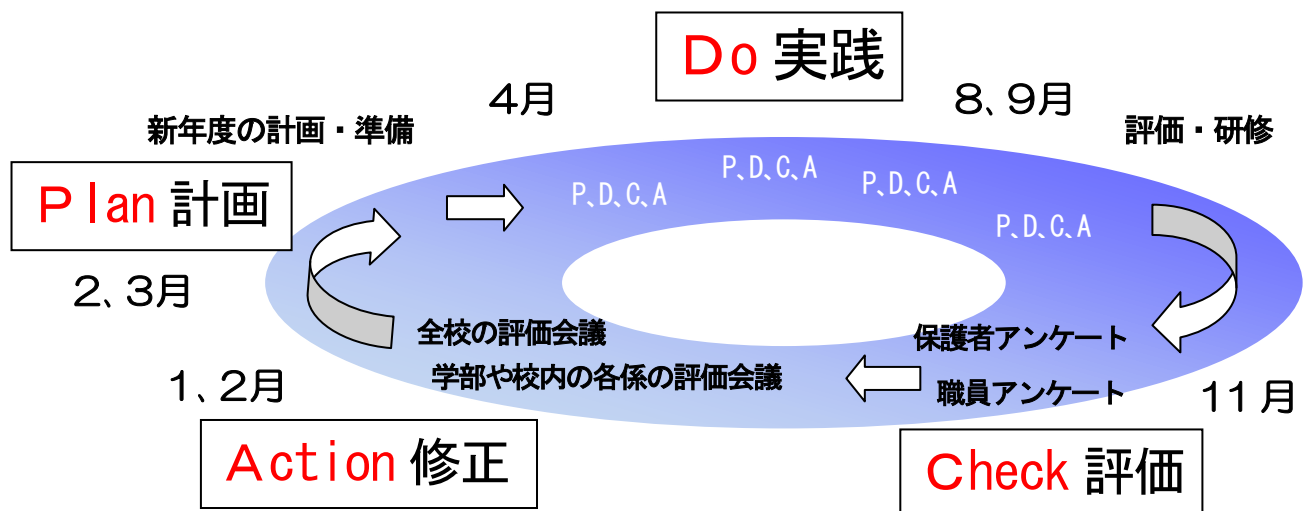 Ｄo 実践
４月
８、９月
新年度の計画・準備
評価・研修
Ｐlan 計画
P、D、C、A
P、D、C、A
P、D、C、A
P、D、C、A
２、３月
全校の評価会議
保護者アンケート
学部や校内の各係の評価会議
職員アンケート
１、２月
１１月
Ａction 修正
Ｃheck 評価